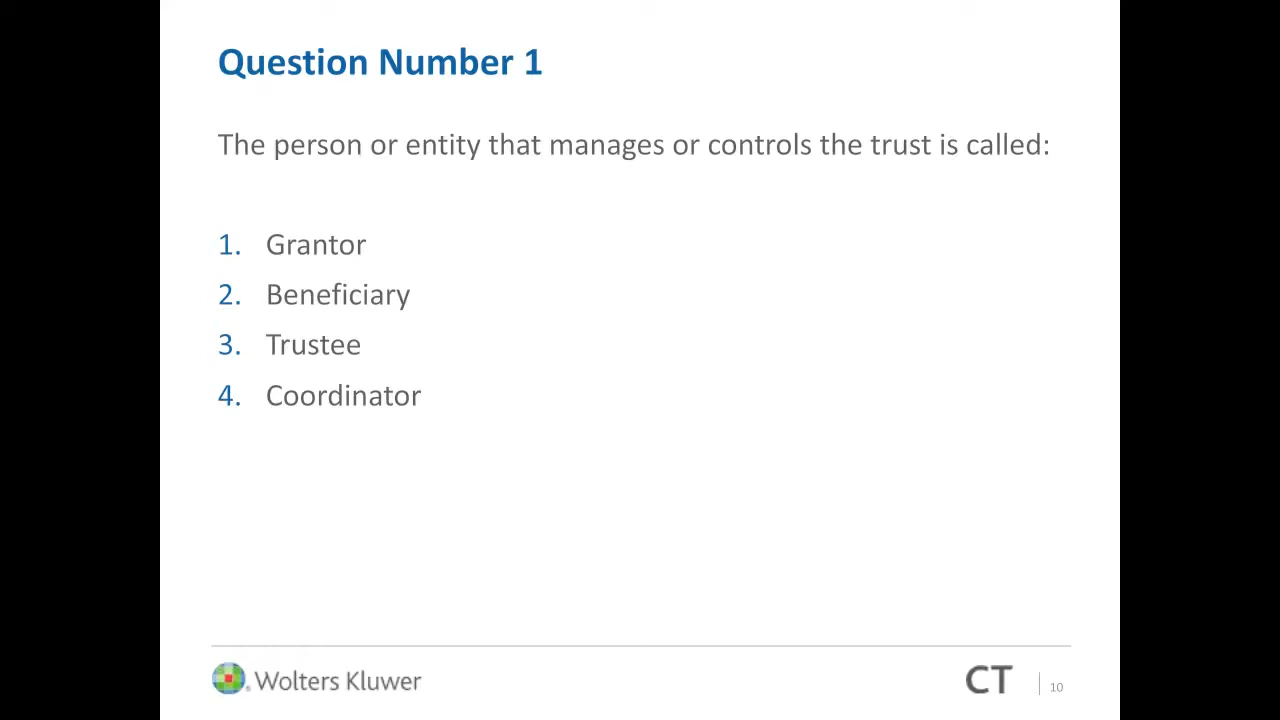 Question Number 1
The person or entity that manages or controls the trust is called:
1. Grantor
2. Beneficiary
3. Trustee
4. Coordinator
Wolters Kluwer
CT
10